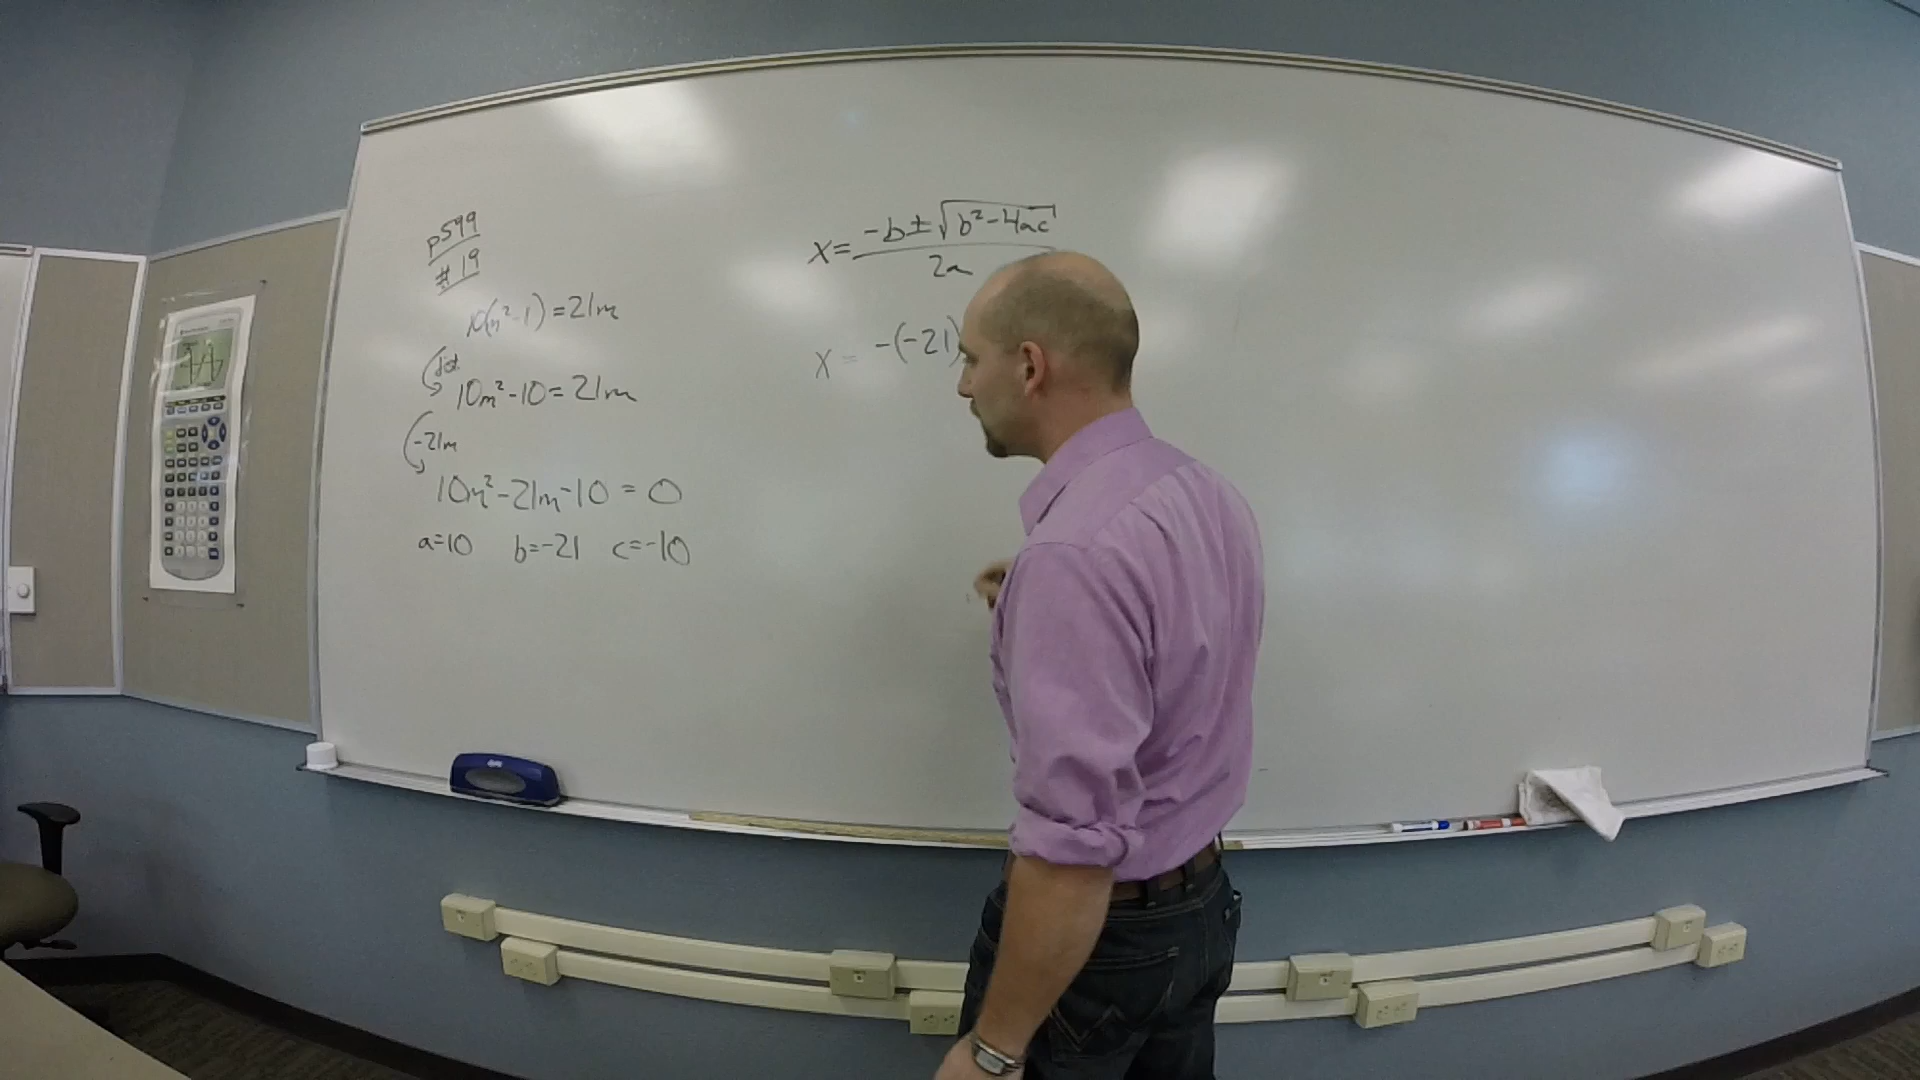 p599
#19
10(m²-1)=21m
dist.
10m²-10=21m
-21m
10m²-21m-10=0
a=10 b=-21 c=-10
x=-b±√b²-4ac
2a
x=-(-21)